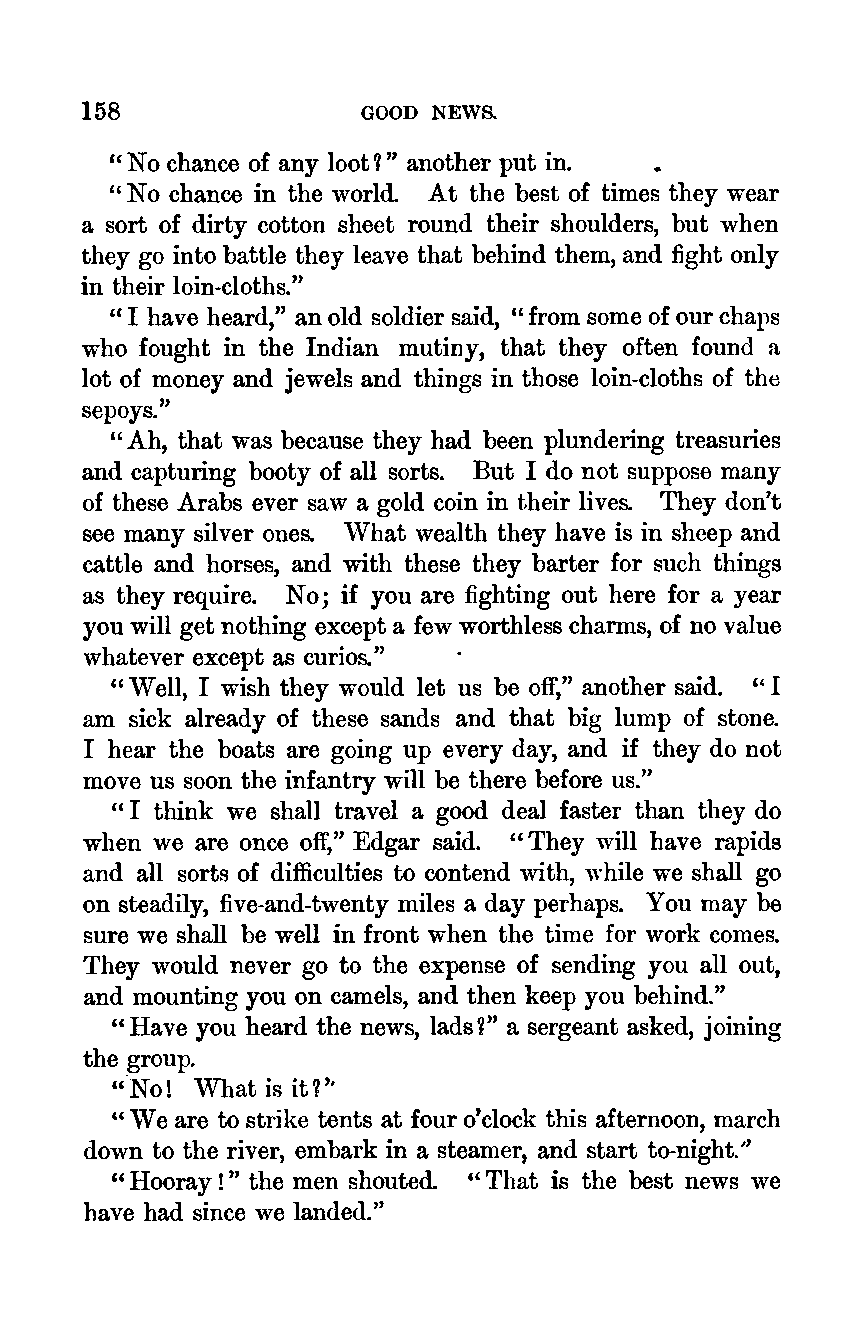 158 GOOD NEWS.
"No chance of any loot?" another put in.
"No chance in the world. At the best of times they wear
a sort of dirty cotton sheet round their shoulders, but when
they go into battle they leave that behind them, and fight only
in their loin-cloths."
"I have heard," an old soldier said, "from some of our chaps
who fought in the Indian mutiny, that they often found a
lot of money and jewels and things in those loin-cloths of the
sepoys."
"Ah, that was because they had been plundering treasuries
and capturing booty of all sorts. But I do not suppose many
of these Arabs ever saw a gold coin in their lives. They don't
see many silver ones. What wealth they have is in sheep and
cattle and horses, and with these they barter for such things
as they require. No; if you are fighting out here for a year
you will get nothing except a few worthless charms, of no value
whatever except as curios."
"Well, I wish they would let us be off," another said. "I
am sick already of these sands and that big lump of stone.
I hear the boats are going up every day, and if they do not
move us soon the infantry will be there before us."
"I think we shall travel a good deal faster than they do
when we are once off," Edgar said. "They will have rapids
and all sorts of difficulties to contend with, while we shall go
on steadily, five-and-twenty miles a day perhaps. You may be
sure we shall be well in front when the time for work comes.
They would never go to the expense of sending you all out,
and mounting you on camels, and then keep you behind."
"Have you heard the news, lads?" a sergeant asked, joining
the group.
"No! What is it?"
"We are to strike tents at four o'clock this afternoon, march
down to the river, embark in a steamer, and start to-night."
"Hooray!" the men shouted. "That is the best news we
have had since we landed."